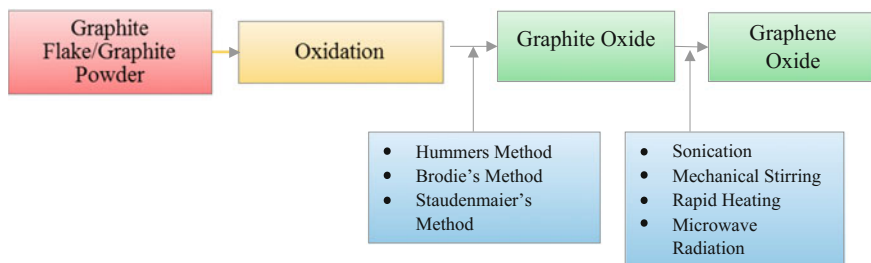 Graphite
Flake/Graphite
Powder
Oxidation
Graphite Oxide
Graphene
Oxide
• Hummers Method
• Brodie's Method
• Staudenmaier's
Method
• Sonication
• Mechanical Stirring
• Rapid Heating
• Microwave
Radiation